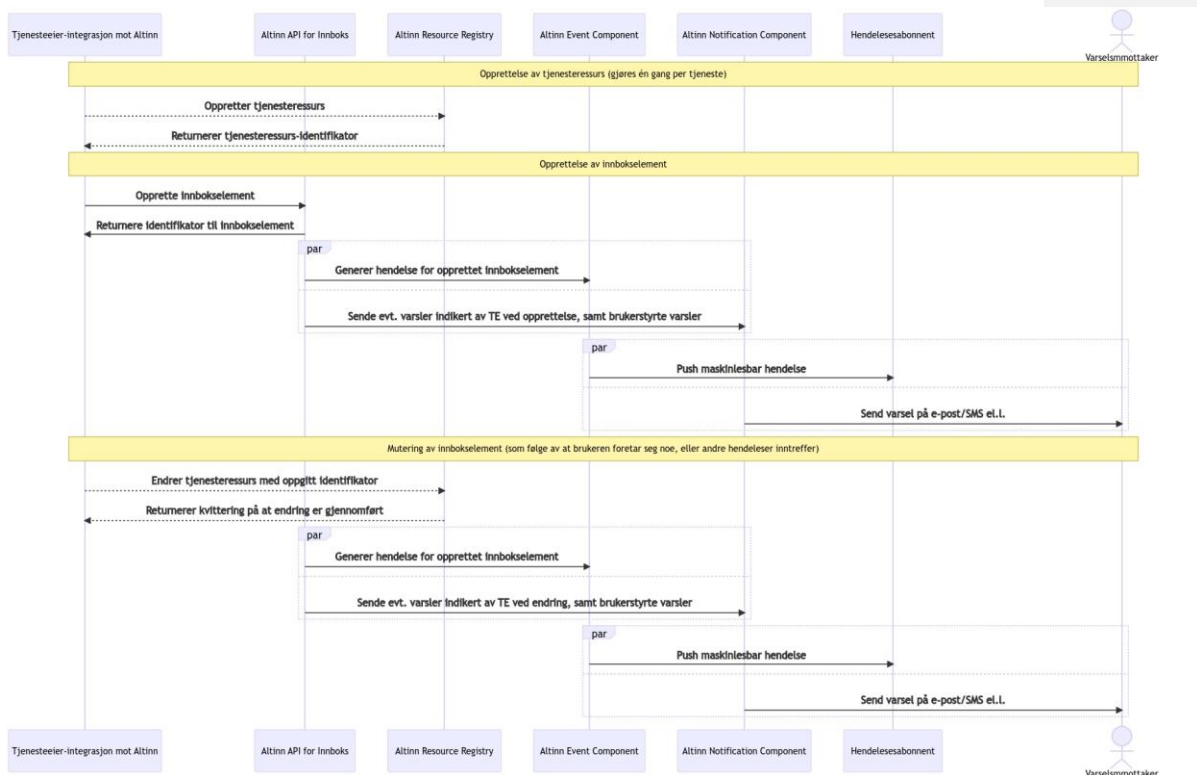 Tjenesteeier-integrasjon mot Altinn
Altinn API for Innboks
Altinn Resource Registry
Altinn Event Component
Altinn Notification Component
Hendelesesabonnent
Varselsmmottaker
Opprettelse av tjenesteressurs (gjøres én gang per tjeneste)
Oppretter tjenesteressurs
Returnerer tjenesteressurs-identifikator
Opprettelse av innbokselement
Opprette innbokselement
Returnere identifikator til innbokselement
par
Generer hendelse for opprettet innbokselement
Sende evt. varsler indikert av TE ved opprettelse, samt brukerstyrte varsler
par
Push maskinlesbar hendelse
Send varsel på e-post/SMS el.l.
Mutering av innbokselement (som følge av at brukeren foretar seg noe, eller andre hendeleser inntreffer)
Endrer tjenesteressurs med oppgitt identifikator
Returnerer kvittering på at endring er gjennomført
par
Generer hendelse for opprettet innbokselement
Sende evt. varsler indikert av TE ved endring, samt brukerstyrte varsler
par
Push maskinlesbar hendelse
Send varsel på e-post/SMS el.l.
Tjenesteeier-integrasjon mot Altinn
Altinn API for Innboks
Altinn Resource Registry
Altinn Event Component
Altinn Notification Component
Hendelesesabonnent
Varselsmmottaker